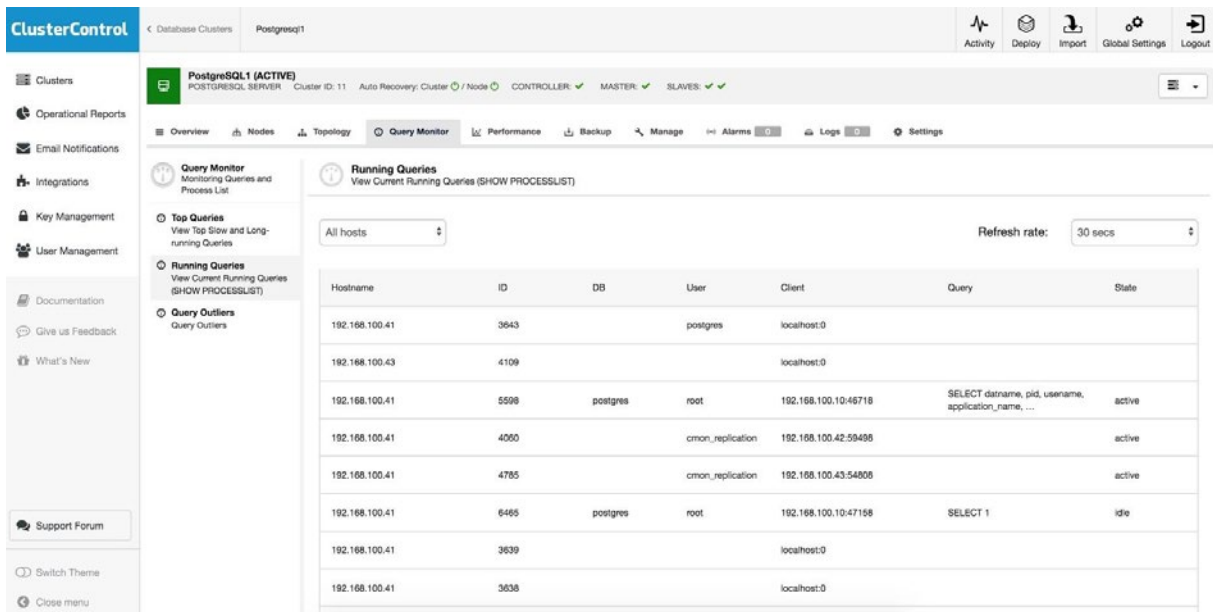 ClusterControl
< Database Clusters
Postgresql1
Activity
Deploy
Import
Global Settings
Logout
Clusters
Operational Reports
Email Notifications
Integrations
Key Management
User Management
Documentation
Give us Feedback
What's New
Support Forum
Switch Theme
Close menu
PostgreSQL1 (ACTIVE)
POSTGRESQL SERVER Cluster ID: 11 Auto Recovery: Cluster / Node CONTROLLER: ✔ MASTER: ✔ SLAVES: ✔ ✔
Overview Nodes Topology Query Monitor Performance Backup Manage Alarms 0 Logs 0 Settings
Query Monitor
Monitoring Queries and
Process List
Top Queries
View Top Slow and Long-
running Queries
Running Queries
View Current Running Queries
(SHOW PROCESSLIST)
Query Outliers
Query Outliers
Running Queries
View Current Running Queries (SHOW PROCESSLIST)
All hosts
Refresh rate: 30 secs
Hostname ID DB User Client Query State
192.168.100.41 3643 postgres localhost:0
192.168.100.43 4109 localhost:0
192.168.100.41 5598 postgres root 192.168.100.10:46718 SELECT datname, pid, usename,
application_name, ... active
192.168.100.41 4060 cmon_replication 192.168.100.42:59498 active
192.168.100.41 4785 cmon_replication 192.168.100.43:54808 active
192.168.100.41 6465 postgres root 192.168.100.10:47158 SELECT 1 idle
192.168.100.41 3639 localhost:0
192.168.100.41 3638 localhost:0